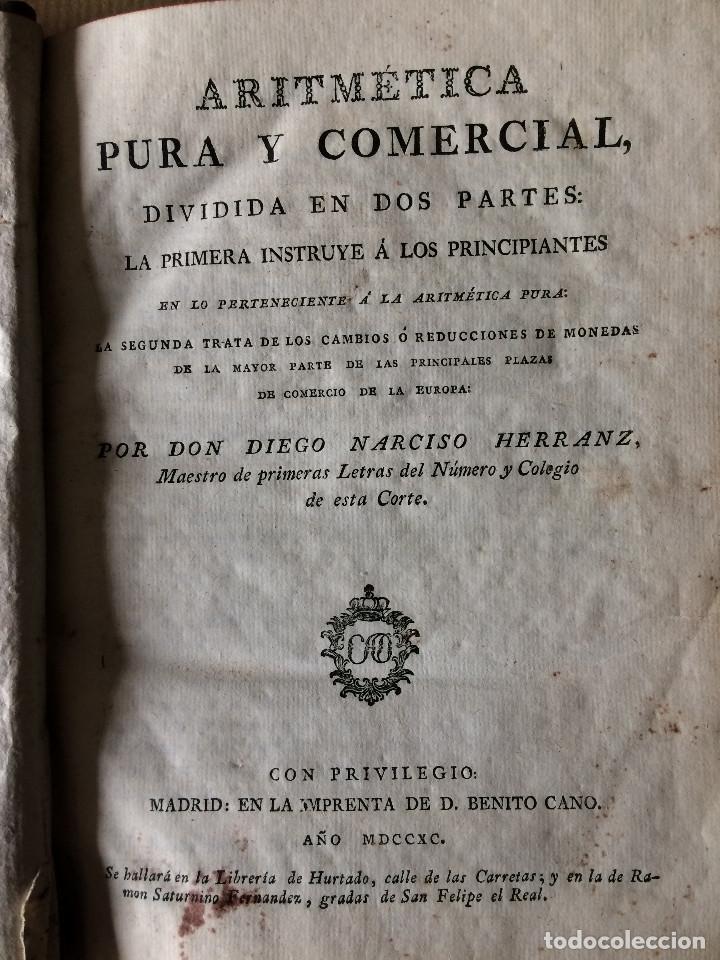 ARITMÉTICA
PURA Y COMERCIAL,
DIVIDIDA EN DOS PARTES:
LA PRIMERA INSTRUYE Á LOS PRINCIPIANTES
EN LO PERTENECIENTE Á LA ARITMÉTICA PURA:
LA SEGUNDA TRATA DE LOS CAMBIOS Ó REDUCCIONES DE MONEDAS
DE LA MAYOR PARTE DE LAS PRINCIPALES PLAZAS
DE COMERCIO DE LA EUROPA:
POR DON DIEGO NARCISO HERRANZ,
Maestro de primeras Letras del Número y Colegio
de esta Corte.
CON PRIVILEGIO:
MADRID: EN LA IMPRENTA DE D. BENITO CANO.
AÑO MDCCXC.
Se hallará en la Librería de Hurtado, calle de las Carretas; y en la de Ra-
mon Saturnino Fernandez, gradas de San Felipe el Real.
todocoleccion.net